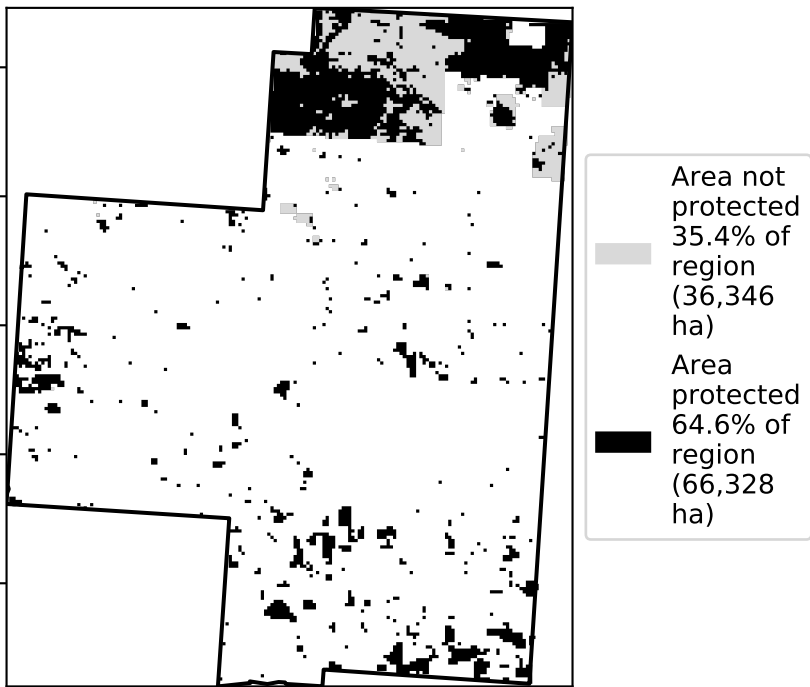 Area not
protected
35.4% of
region
(36,346
ha)
Area
protected
64.6% of
region
(66,328
ha)